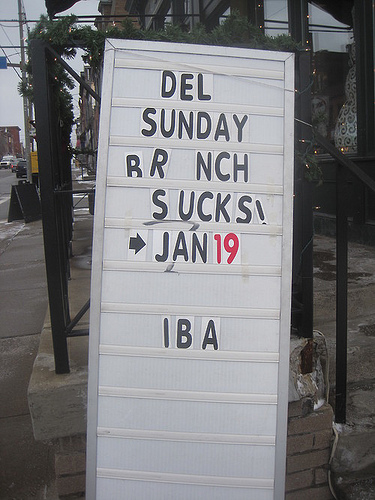 DEL
SUNDAY
BR NCH
SUCKS!
→ JAN 19
IBA